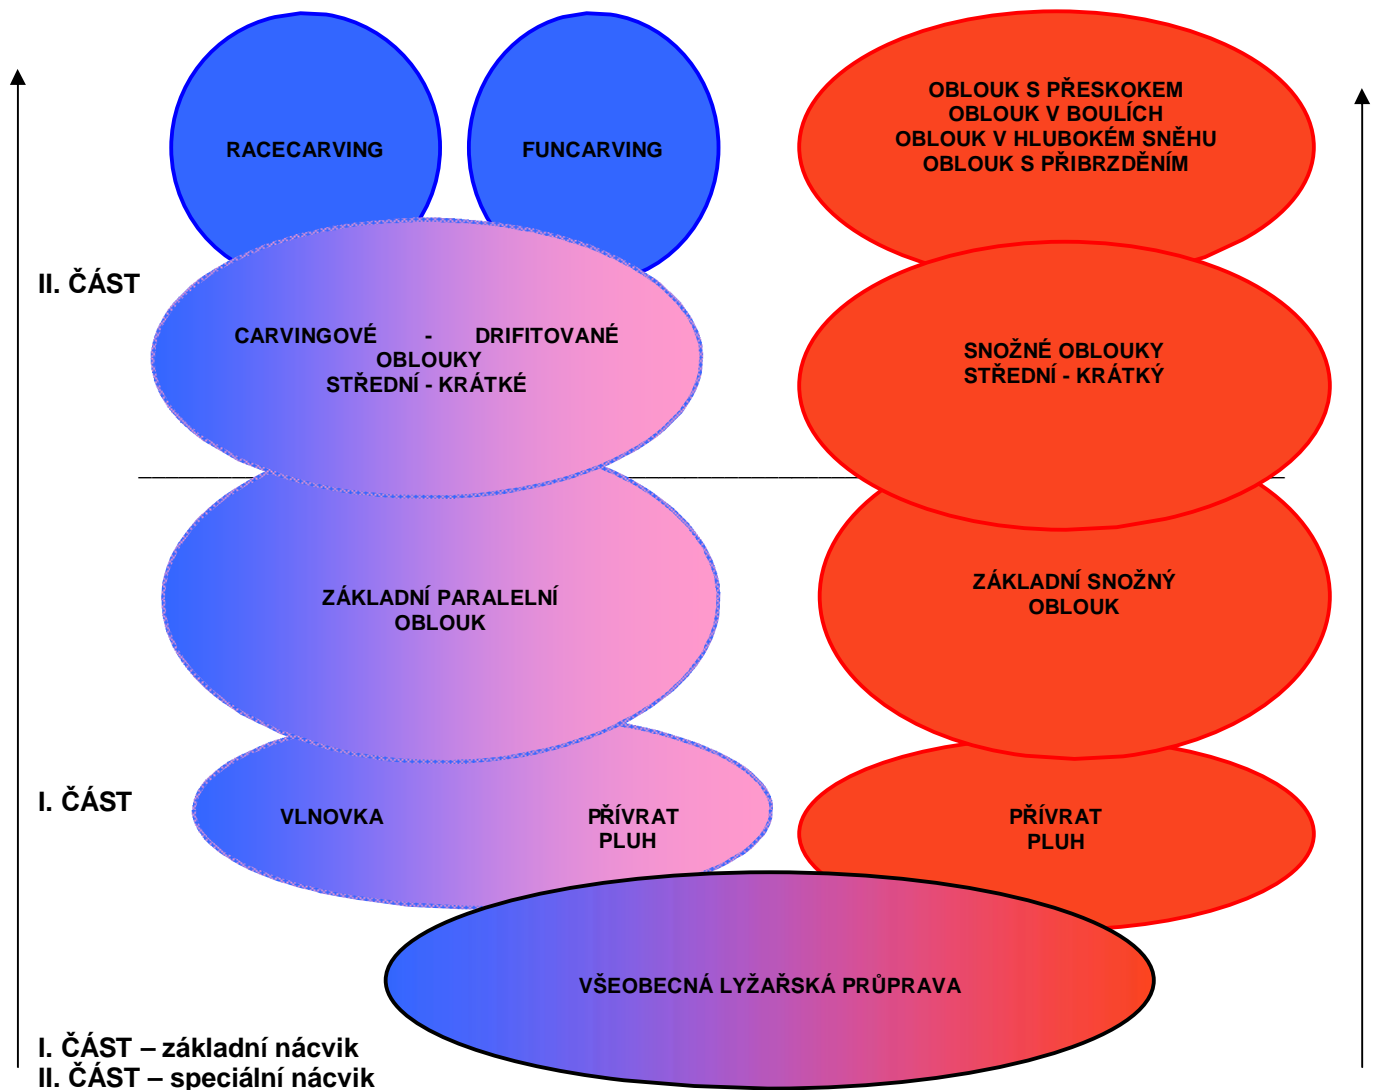 RACECARVING
FUNCARVING
OBLOUK S PŘESKOKEM
OBLOUK V BOULÍCH
OBLOUK V HLUBOKÉM SNĚHU
OBLOUK S PŘIBRZDĚNÍM
II. ČÁST
CARVINGOVÉ - DRIFITOVANÉ
OBLOUKY
STŘEDNÍ - KRÁTKÉ
SNOŽNÉ OBLOUKY
STŘEDNÍ - KRÁTKÝ
ZÁKLADNÍ PARALELNÍ
OBLOUK
ZÁKLADNÍ SNOŽNÝ
OBLOUK
I. ČÁST
VLNOVKA
PŘÍVRAT
PLUH
PŘÍVRAT
PLUH
VŠEOBECNÁ LYŽAŘSKÁ PRŮPRAVA
I. ČÁST – základní nácvik
II. ČÁST – speciální nácvik